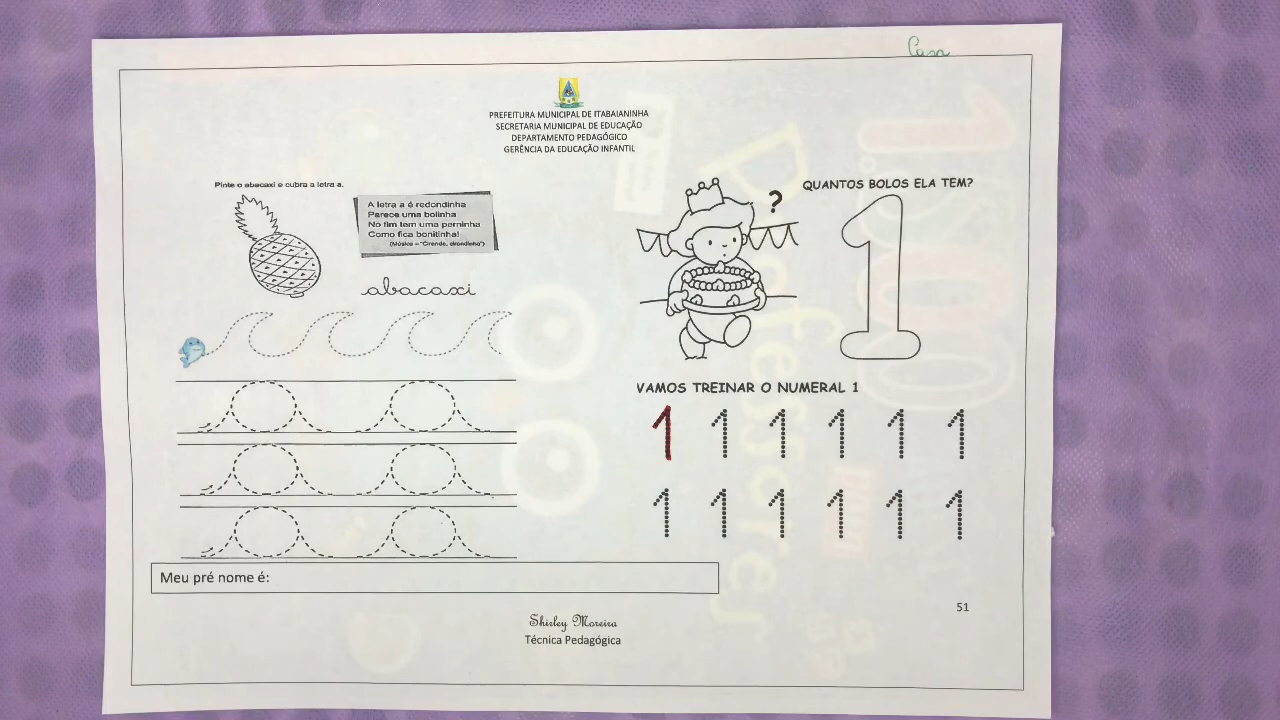 Casa
PREFEITURA MUNICIPAL DE ITABAIANINHA
SECRETARIA MUNICIPAL DE EDUCAÇÃO
DEPARTAMENTO PEDAGÓGICO
GERÊNCIA DA EDUCAÇÃO INFANTIL
Pinte o abacaxi e cubra a letra a.
A letra a é redondinha
Parece uma bolinha
No fim tem uma perninha
Como fica bonitinha!
(Música – "Ciranda, cirandinha")
abacaxi
a a
a a
a a
Meu pré nome é:
?
QUANTOS BOLOS ELA TEM?
1
VAMOS TREINAR O NUMERAL 1
1 1 1 1 1 1
1 1 1 1 1 1
51
Shirley Moreira
Técnica Pedagógica